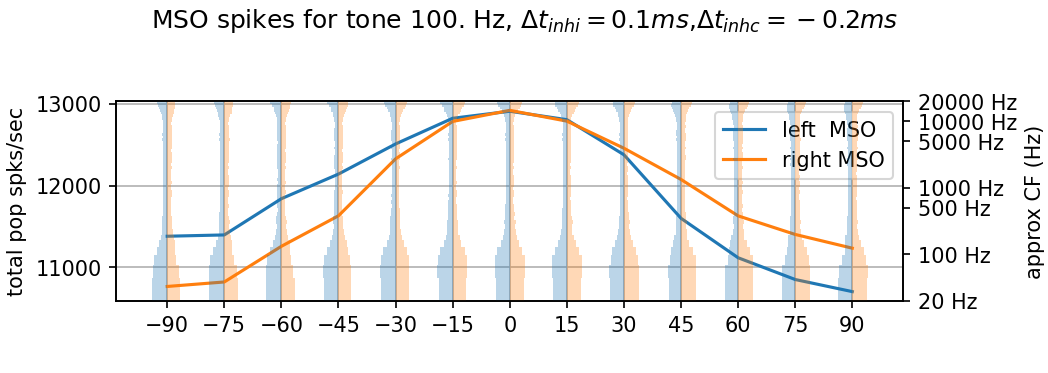 MSO spikes for tone 100. Hz, Δt_inhi = 0.1ms,Δt_inhc = −0.2ms
total pop spks/sec
13000
12000
11000
left MSO
right MSO
20000 Hz
10000 Hz
5000 Hz
1000 Hz
500 Hz
100 Hz
20 Hz
approx CF (Hz)
−90 −75 −60 −45 −30 −15 0 15 30 45 60 75 90